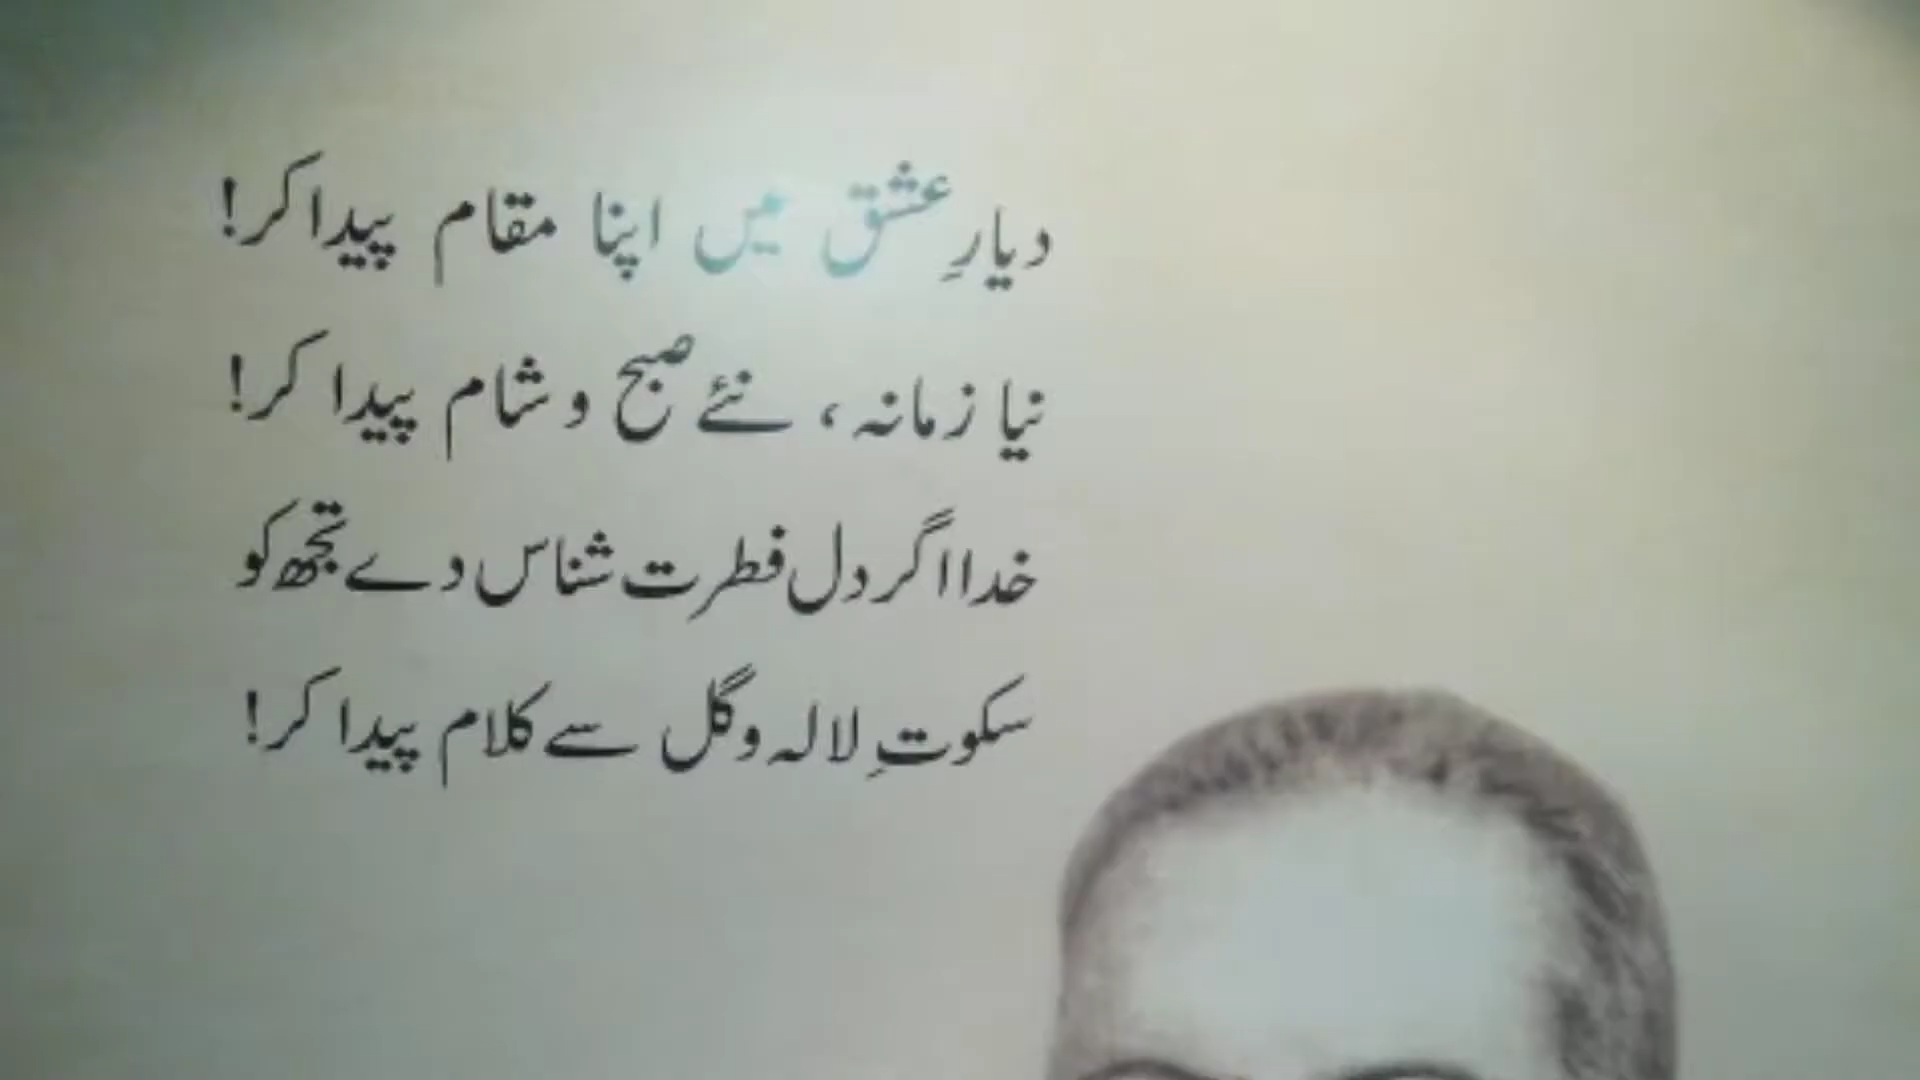 دیارِ عشق میں اپنا مقام پیدا کر!
نیا زمانہ، نئے صبح و شام پیدا کر!
خدا اگر دل فطرت شناس دے تجھ کو
سکوتِ لالہ و گل سے کلام پیدا کر!